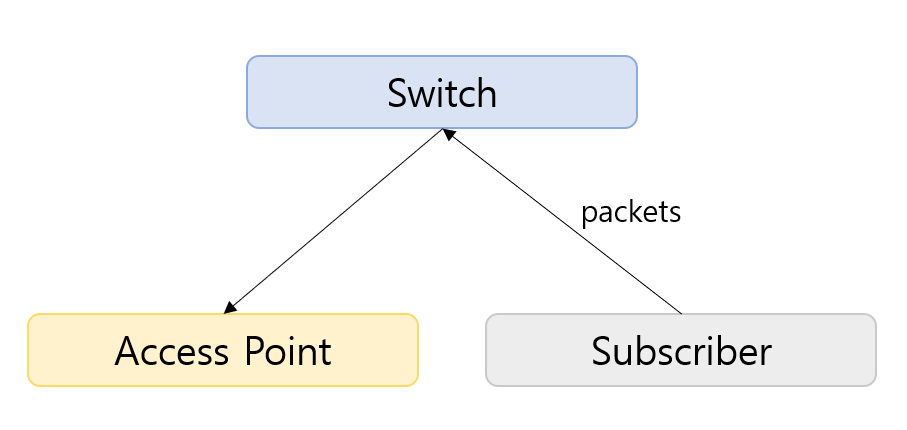 Switch
packets
Access Point
Subscriber